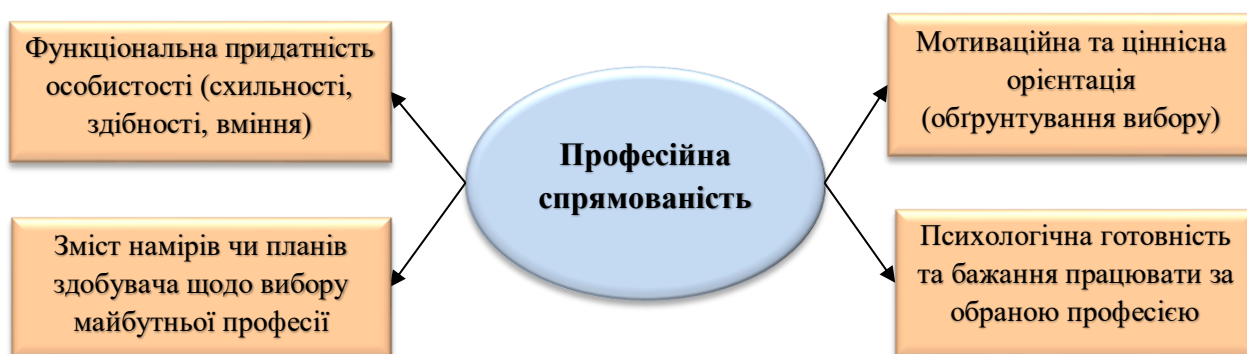 Функціональна придатність
особистості (схильності,
здібності, вміння)
Зміст намірів чи планів
здобувача щодо вибору
майбутньої професії
Професійна
спрямованість
Мотиваційна та ціннісна
орієнтація
(обґрунтування вибору)
Психологічна готовність
та бажання працювати за
обраною професією